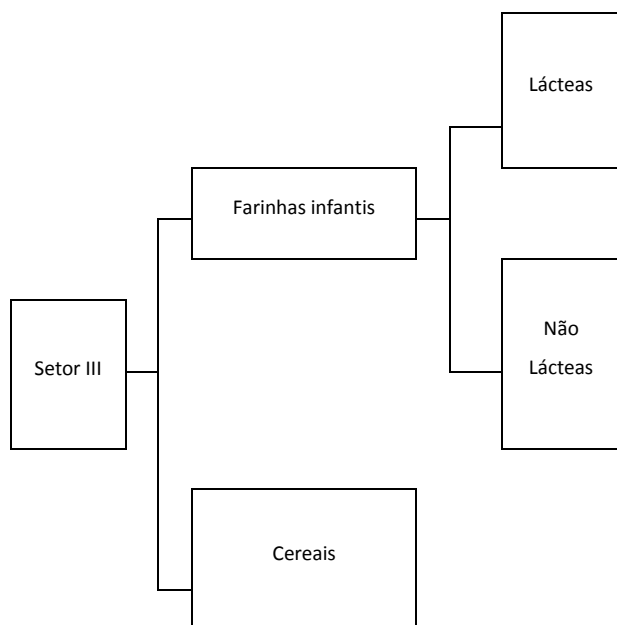 Lácteas
Farinhas infantis
Não
Lácteas
Setor III
Cereais